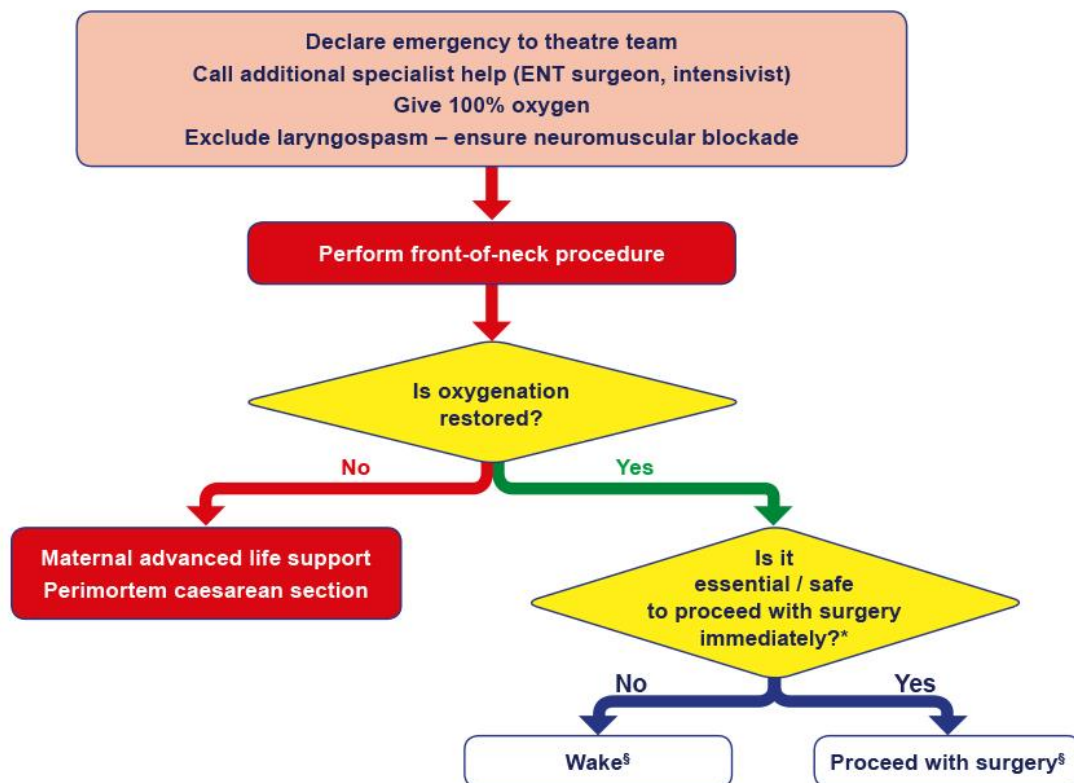 Declare emergency to theatre team
Call additional specialist help (ENT surgeon, intensivist)
Give 100% oxygen
Exclude laryngospasm – ensure neuromuscular blockade
Perform front-of-neck procedure
Is oxygenation
restored?
No
Yes
Maternal advanced life support
Perimortem caesarean section
Is it
essential / safe
to proceed with surgery
immediately?*
No
Yes
Wake§
Proceed with surgery§